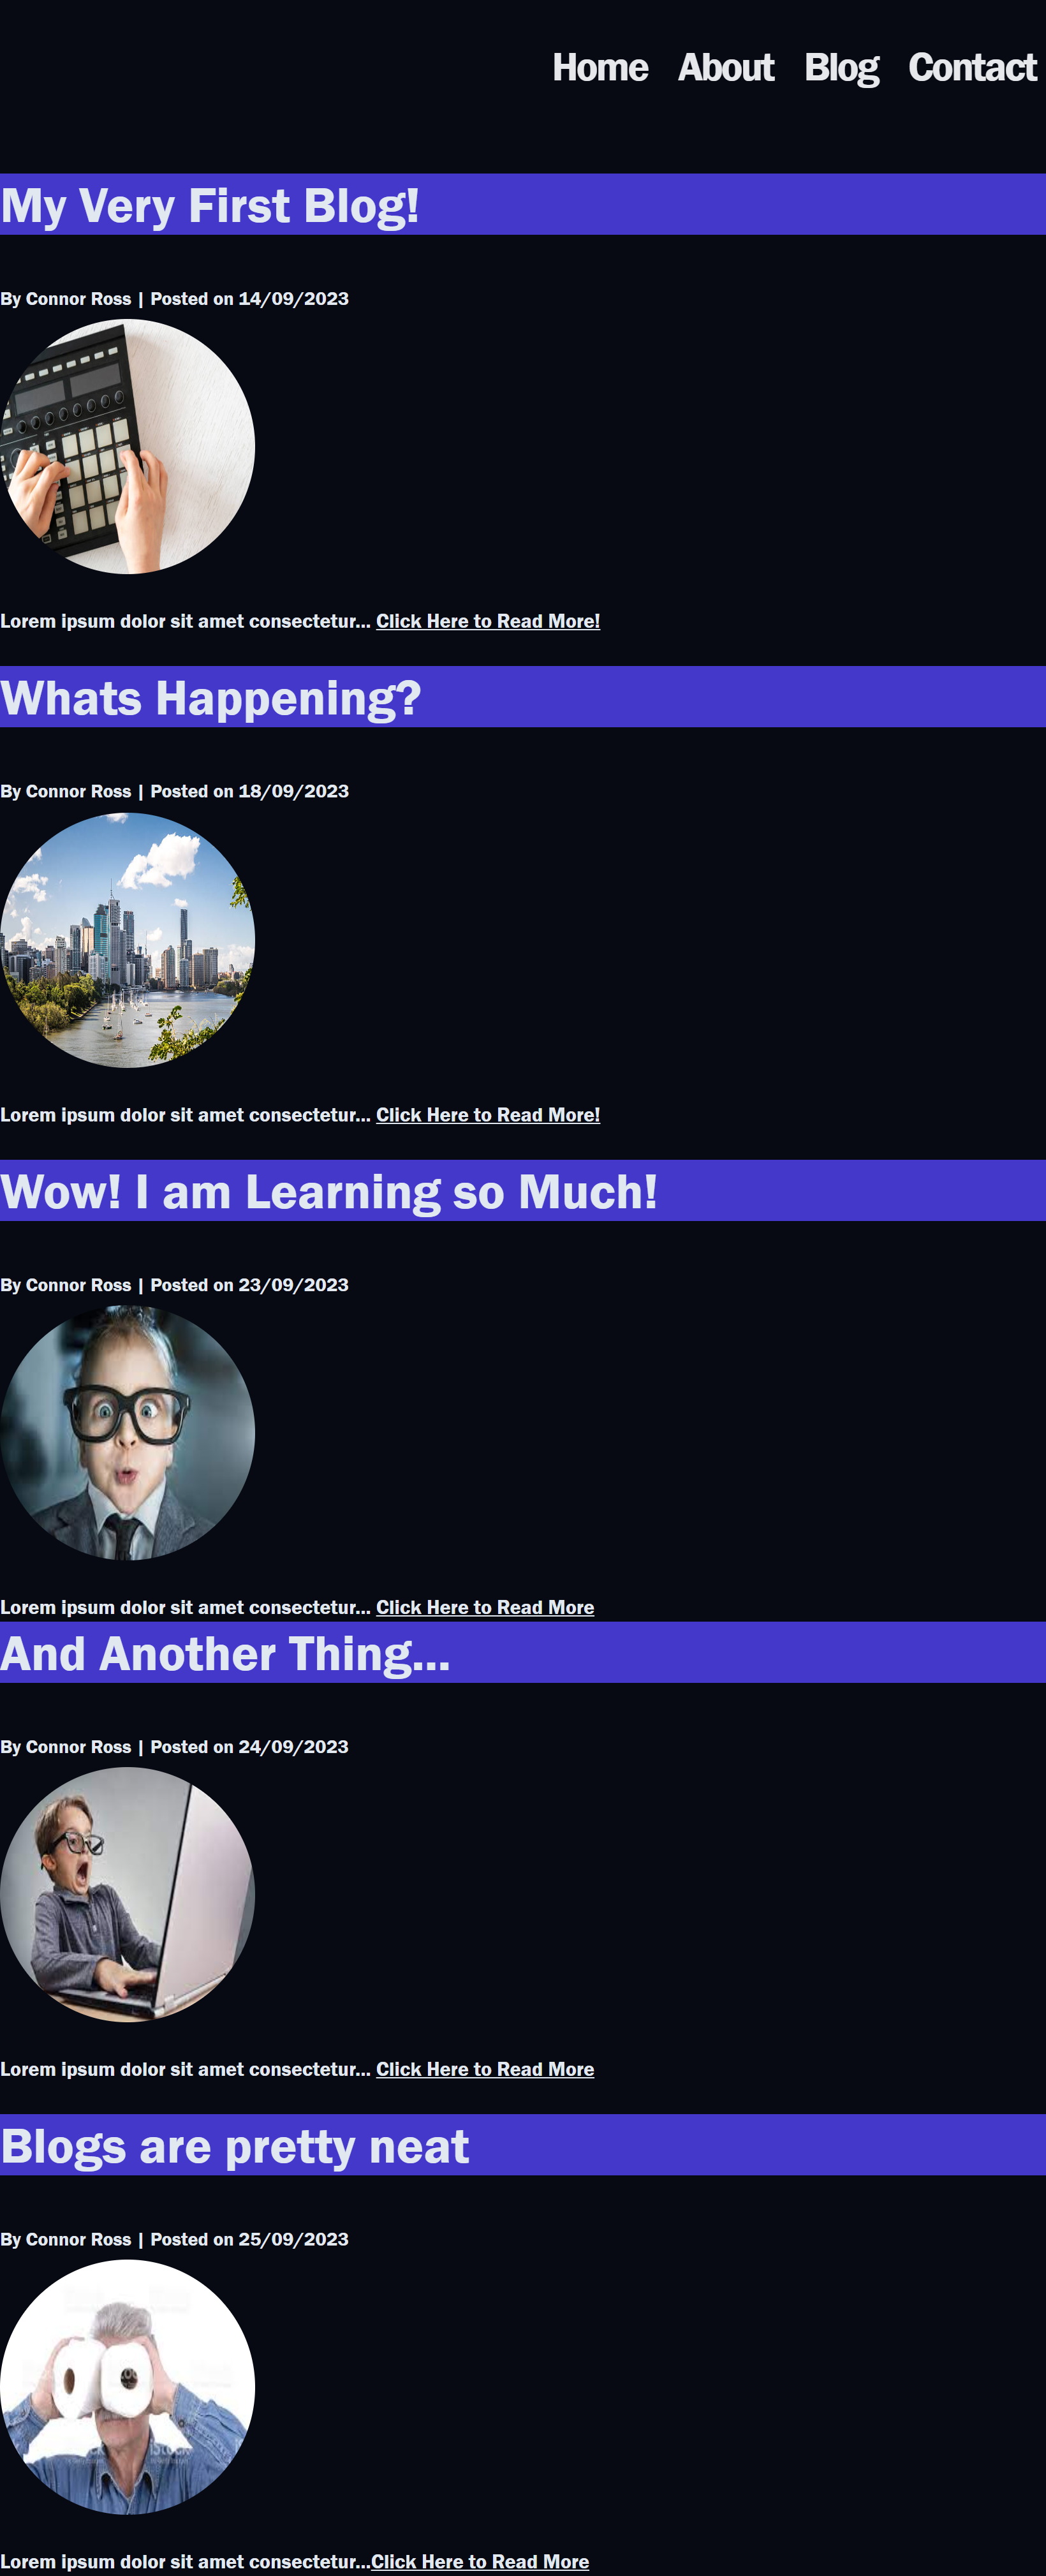 Home About Blog Contact
My Very First Blog!
By Connor Ross | Posted on 14/09/2023
Lorem ipsum dolor sit amet consectetur... Click Here to Read More!
Whats Happening?
By Connor Ross | Posted on 18/09/2023
Lorem ipsum dolor sit amet consectetur... Click Here to Read More!
Wow! I am Learning so Much!
By Connor Ross | Posted on 23/09/2023
Lorem ipsum dolor sit amet consectetur... Click Here to Read More
And Another Thing...
By Connor Ross | Posted on 24/09/2023
Lorem ipsum dolor sit amet consectetur... Click Here to Read More
Blogs are pretty neat
By Connor Ross | Posted on 25/09/2023
Lorem ipsum dolor sit amet consectetur...Click Here to Read More